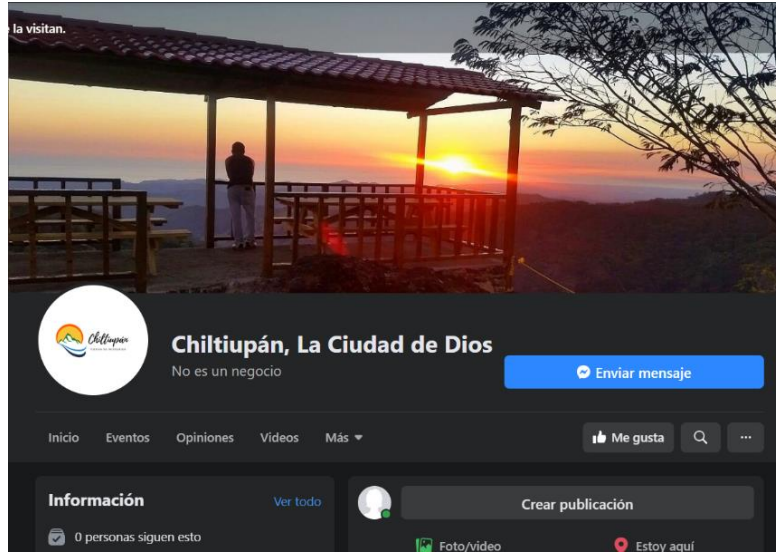 la visitan.
Chiltiupán
Chiltiupán, La Ciudad de Dios
No es un negocio
Enviar mensaje
Inicio Eventos Opiniones Videos Más
Me gusta
Información Ver todo
Crear publicación
0 personas siguen esto
Foto/video Estoy aquí